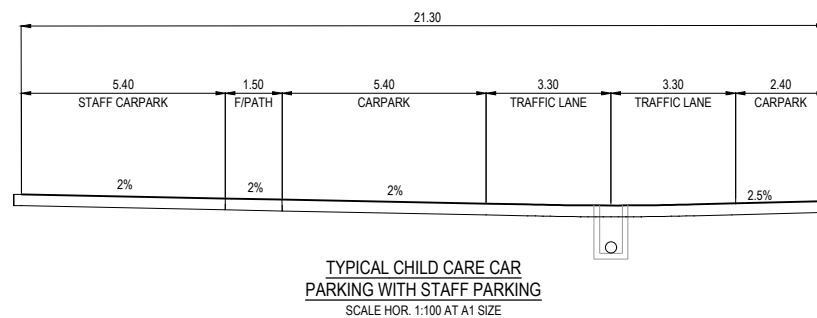 21.30
5.40 1.50 5.40 3.30 3.30 2.40
STAFF CARPARK F/PATH CARPARK TRAFFIC LANE TRAFFIC LANE CARPARK
2% 2% 2% 2.5%
TYPICAL CHILD CARE CAR
PARKING WITH STAFF PARKING
SCALE HOR. 1:100 AT A1 SIZE